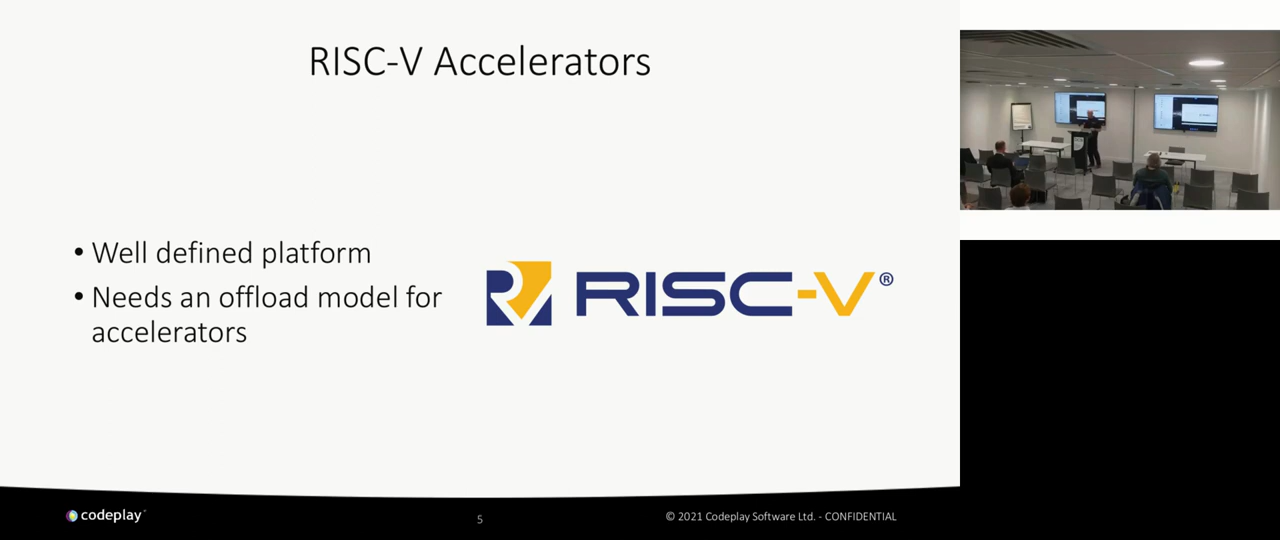 RISC-V Accelerators
• Well defined platform
• Needs an offload model for
accelerators
RISC-V®
codeplay
5
© 2021 Codeplay Software Ltd. - CONFIDENTIAL